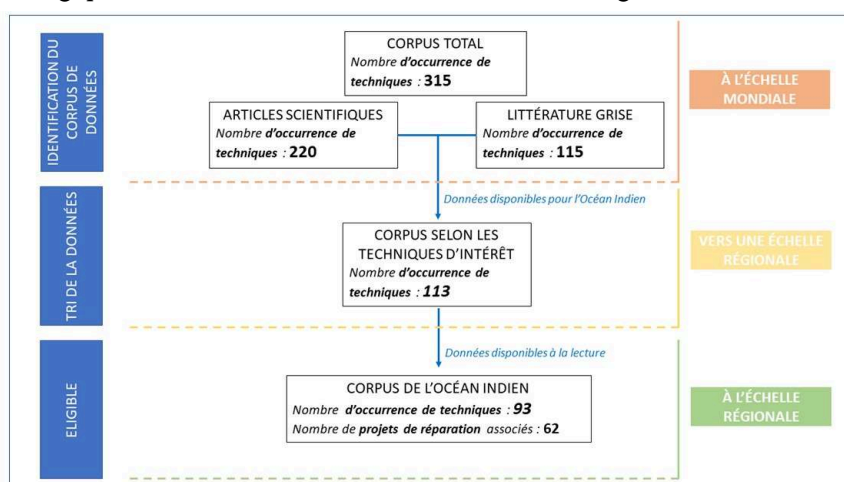 IDENTIFICATION DU
CORPUS DE
DONNÉES
CORPUS TOTAL
Nombre d'occurrence de
techniques : 315
ARTICLES SCIENTIFIQUES
Nombre d'occurrence de
techniques : 220
LITTÉRATURE GRISE
Nombre d'occurrence de
techniques : 115
À L'ÉCHELLE
MONDIALE
Données disponibles pour l'Océan Indien
TRI DE LA DONNÉES
CORPUS SELON LES
TECHNIQUES D'INTÉRÊT
Nombre d'occurrence de
techniques : 113
VERS UNE ÉCHELLE
RÉGIONALE
Données disponibles à la lecture
ELIGIBLE
CORPUS DE L'OCÉAN INDIEN
Nombre d'occurrence de techniques : 93
Nombre de projets de réparation associés : 62
À L'ÉCHELLE
RÉGIONALE